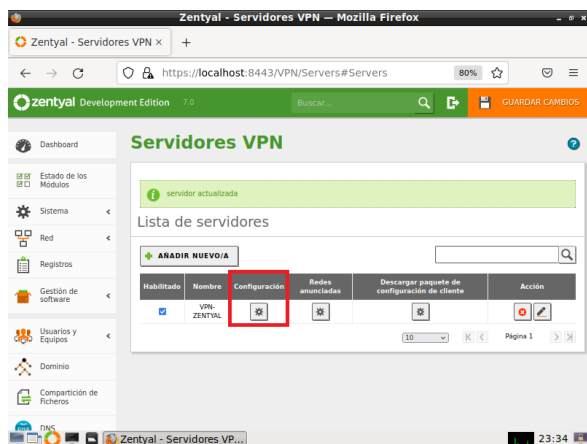 Zentyal - Servidores VPN — Mozilla Firefox
Zentyal - Servidores VPN ×
https://localhost:8443/VPN/Servers#Servers
80%
zentyal Development Edition 7.0
Buscar...
GUARDAR CAMBIOS
Dashboard
Estado de los
Módulos
Sistema
Red
Registros
Gestión de
software
Usuarios y
Equipos
Dominio
Compartición de
Ficheros
DNS
Servidores VPN
servidor actualizada
Lista de servidores
AÑADIR NUEVO/A
Habilitado Nombre Configuración Redes
anunciadas Descargar paquete de
configuración de cliente Acción
VPN-
ZENTYAL
10
Página 1
Zentyal - Servidores VP...
23:34